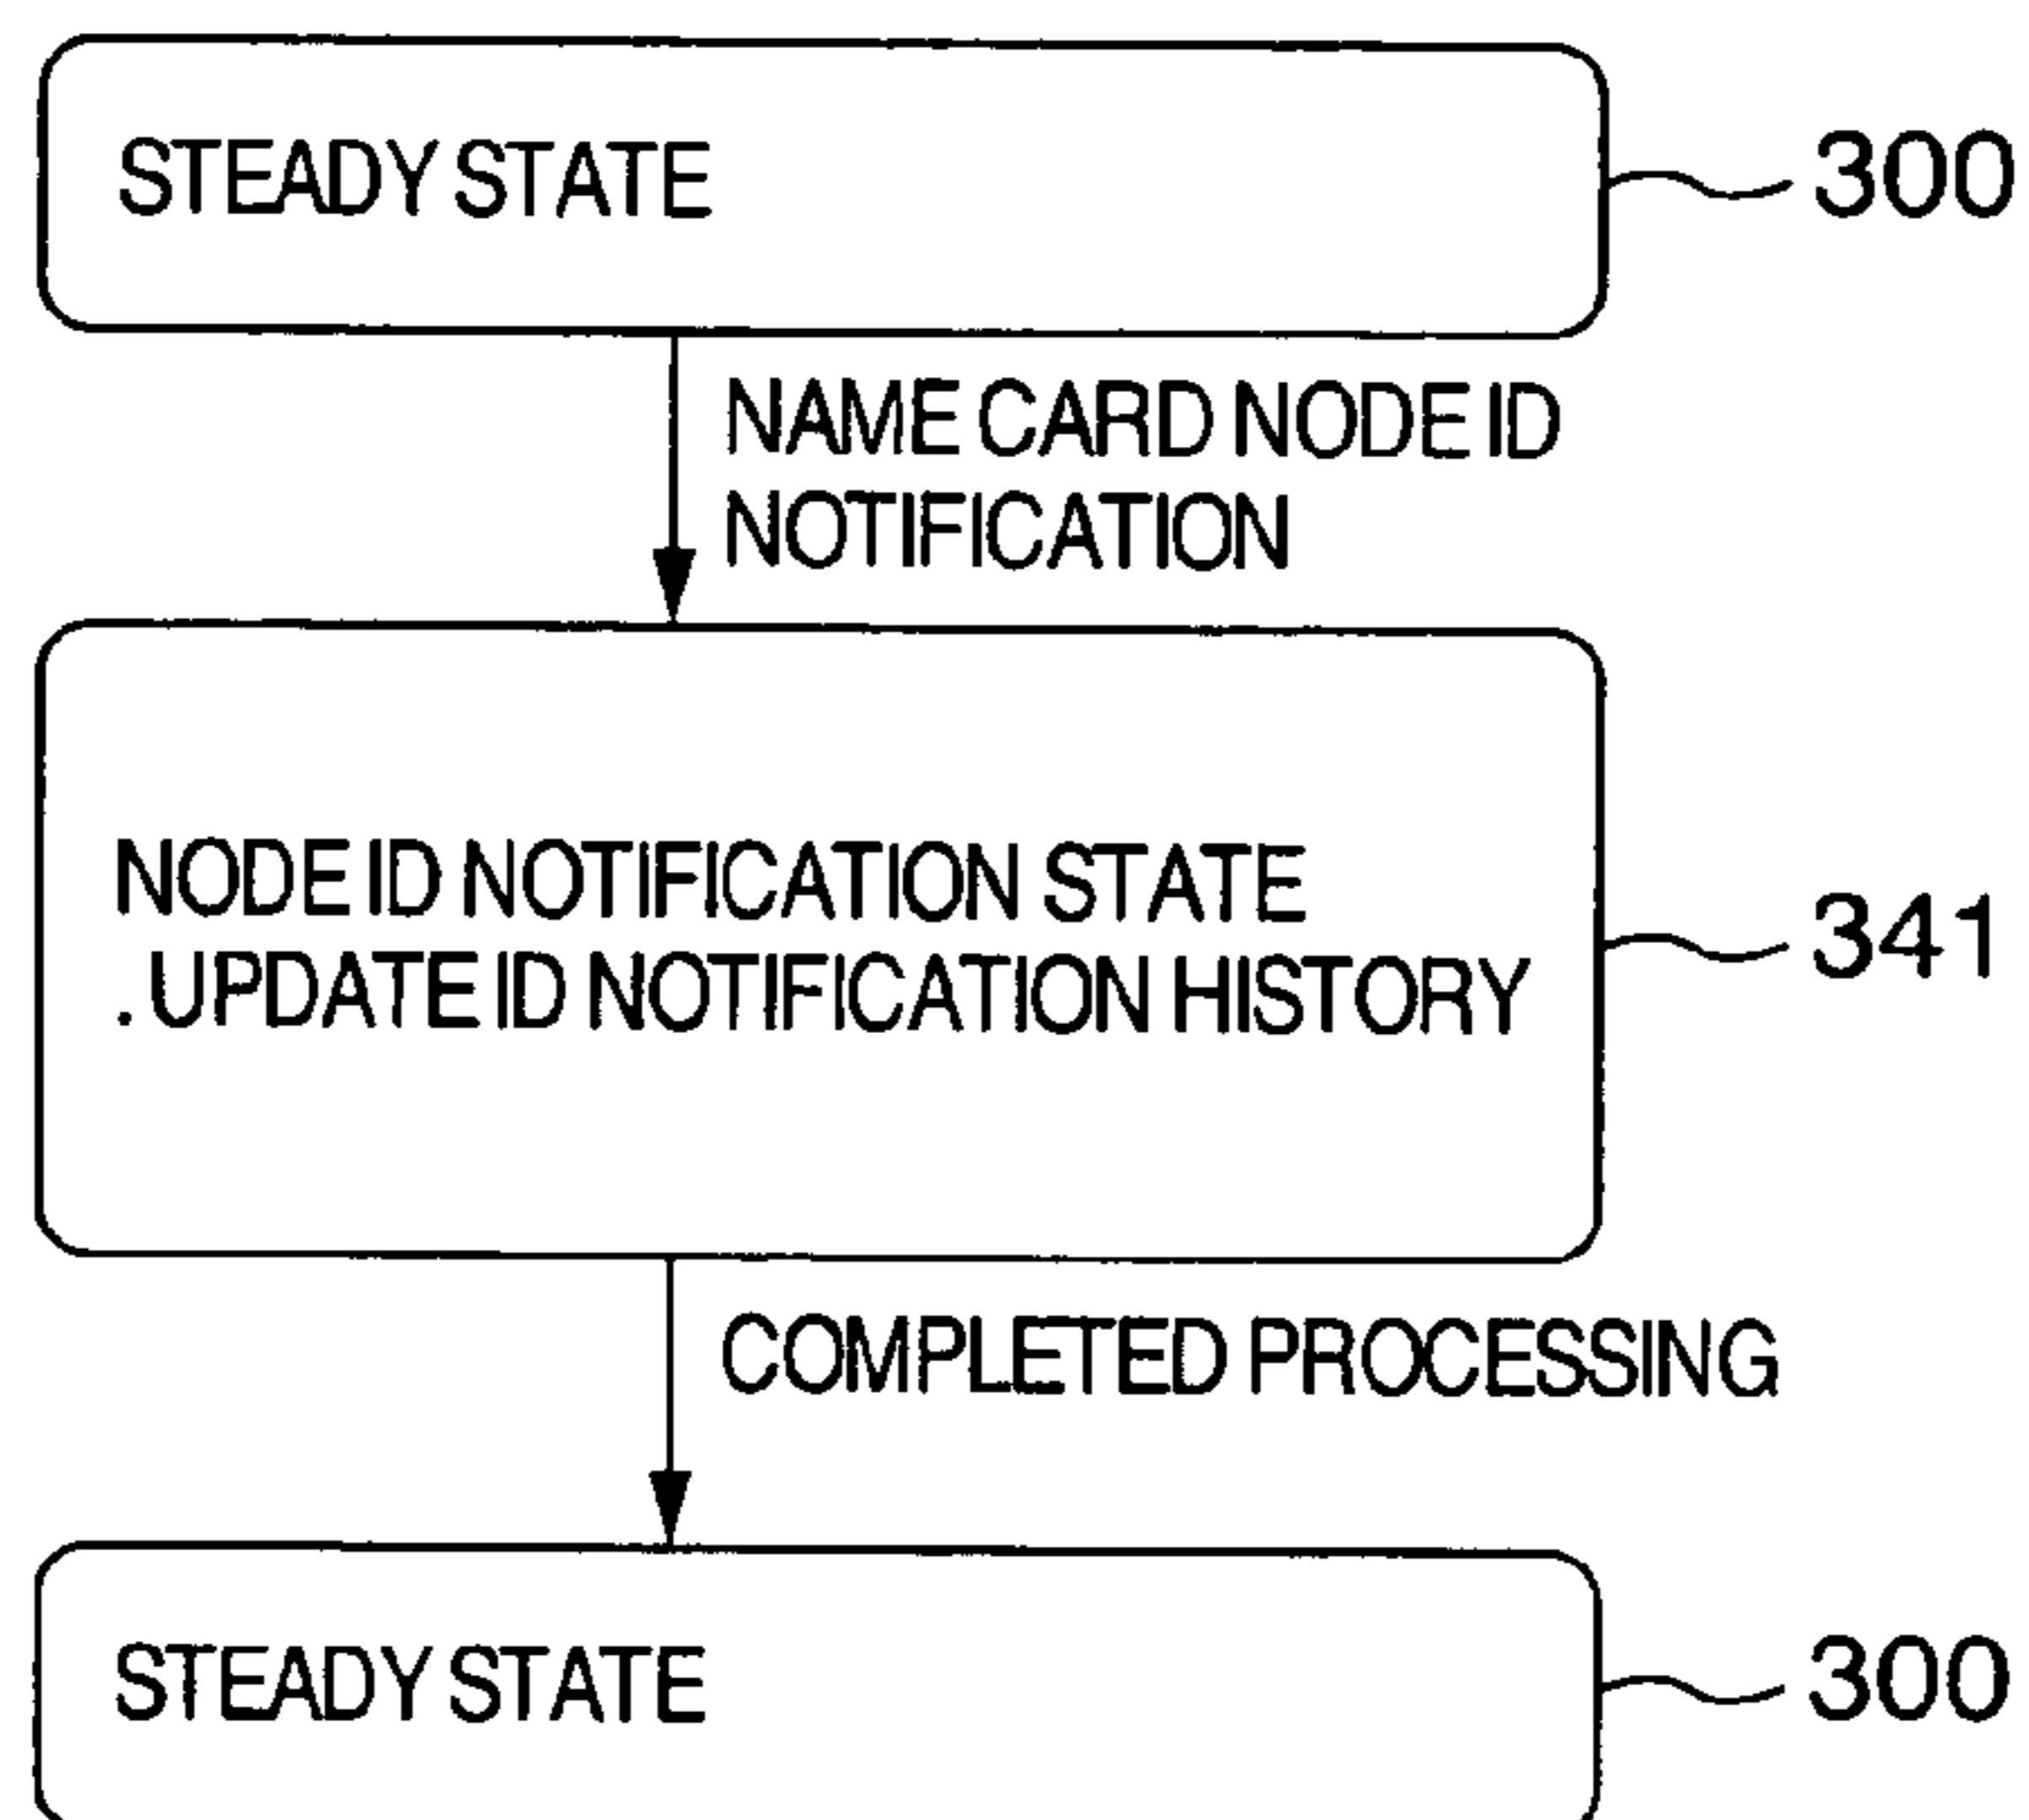 STEADY STATE
300
NAME CARD NODE ID
NOTIFICATION
NODE ID NOTIFICATION STATE
. UPDATE ID NOTIFICATION HISTORY
341
COMPLETED PROCESSING
STEADY STATE
300